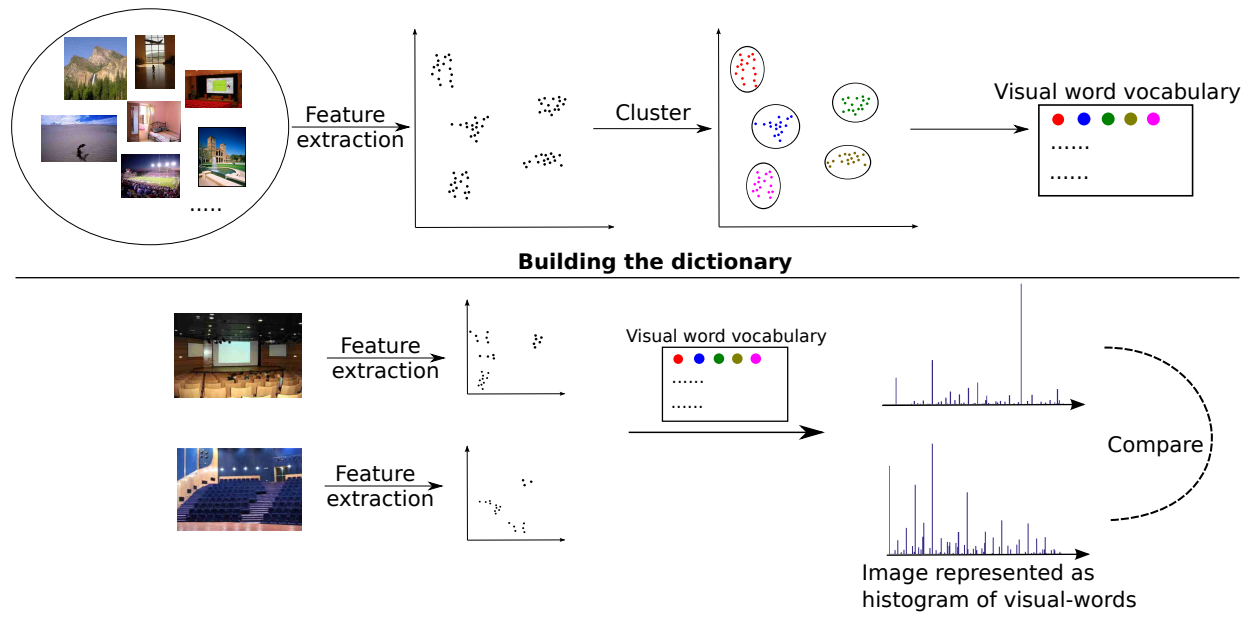 Feature
extraction
Cluster
Visual word vocabulary
......
......
.....
Building the dictionary
Feature
extraction
Visual word vocabulary
......
......
Feature
extraction
Compare
Image represented as
histogram of visual-words